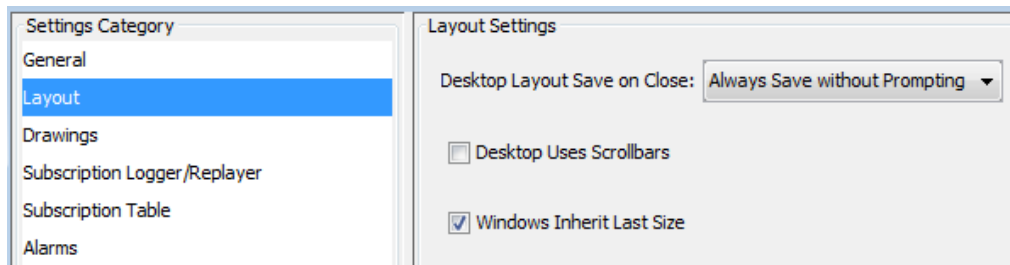 Settings Category
General
Layout
Drawings
Subscription Logger/Replayer
Subscription Table
Alarms
Layout Settings
Desktop Layout Save on Close: Always Save without Prompting
Desktop Uses Scrollbars
Windows Inherit Last Size